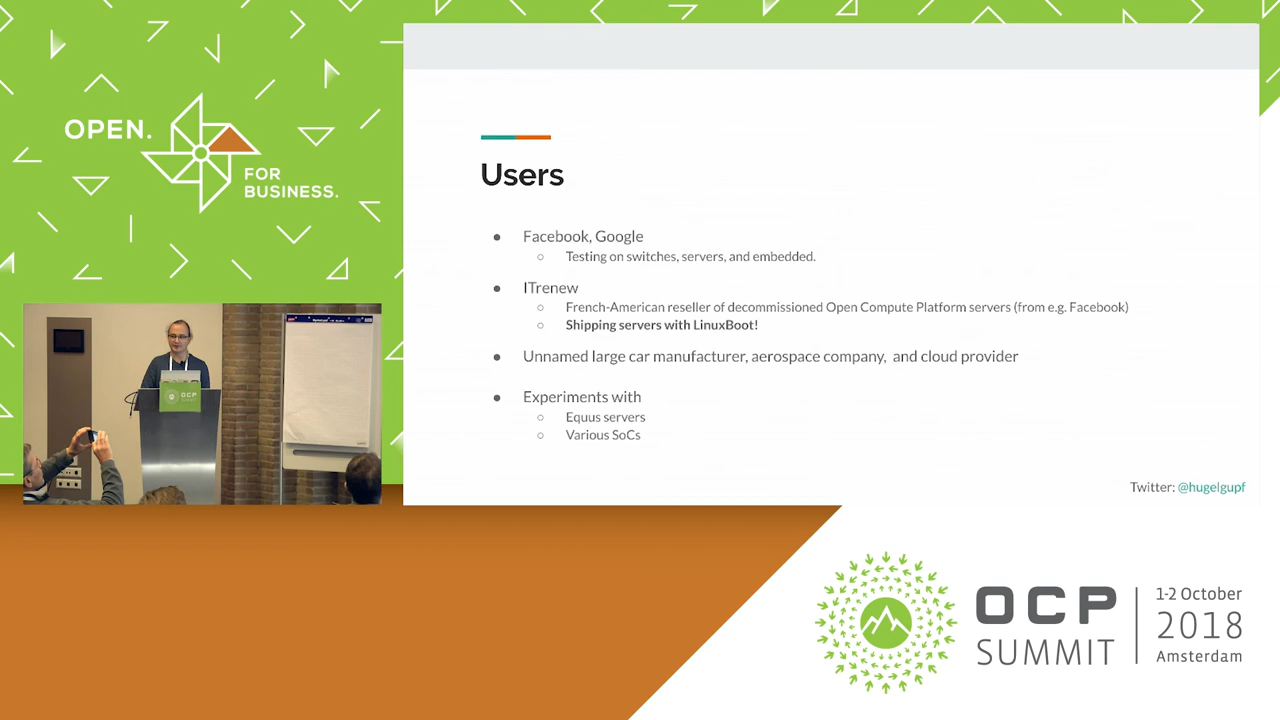 OPEN.
FOR
BUSINESS.
Users
● Facebook, Google
○ Testing on switches, servers, and embedded.
● ITrenew
○ French-American reseller of decommissioned Open Compute Platform servers (from e.g. Facebook)
○ Shipping servers with LinuxBoot!
● Unnamed large car manufacturer, aerospace company, and cloud provider
● Experiments with
○ Equus servers
○ Various SoCs
Twitter: @hugelgupf
OCP
SUMMIT
OCP
SUMMIT
1-2 October
2018
Amsterdam